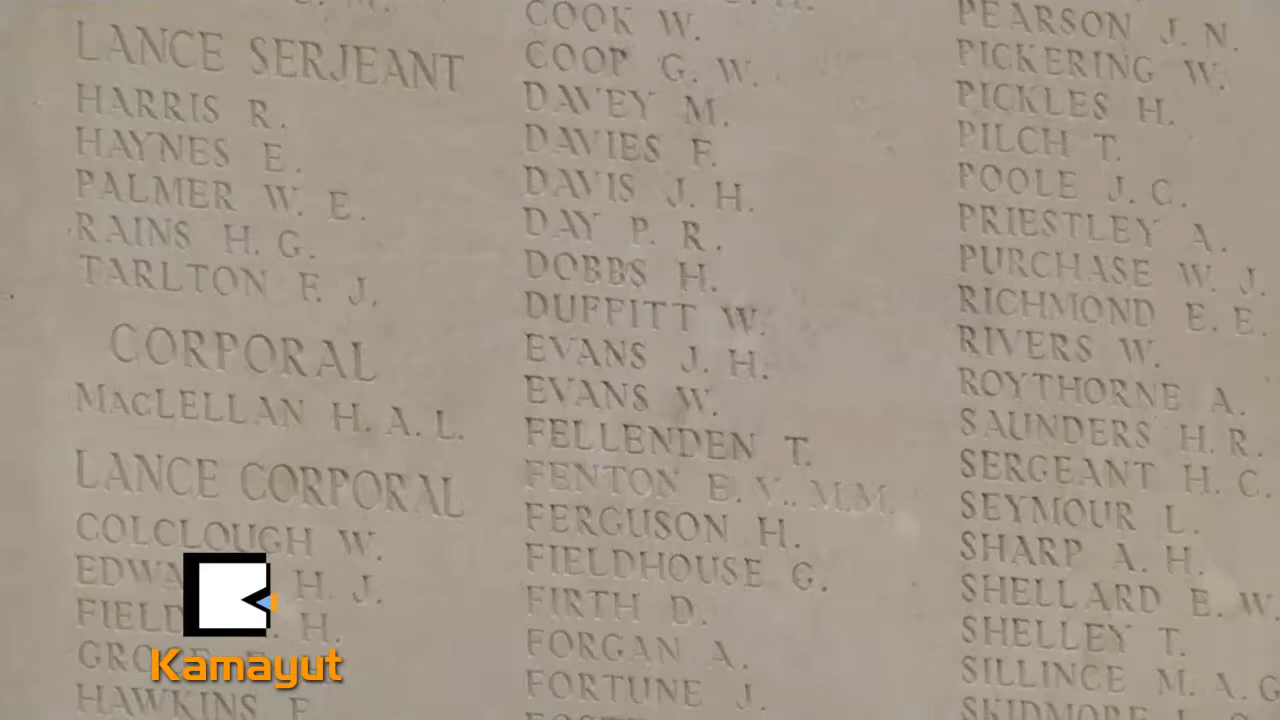 LANCE SERJEANT
HARRIS R.
HAYNES E.
PALMER W. E.
RAINS H. G.
TARLTON F. J.
CORPORAL
MACLELLAN H. A. L.
LANCE CORPORAL
COLCLOUGH W.
H. J.
H.
HAWKINS F.
COOK W.
COOP G. W.
DAVEY M.
DAVIES F.
DAVIS J. H.
DAY P. R.
DOBBS H.
DUFFITT W.
EVANS J. H.
EVANS W.
FELLENDEN T.
FENTON E. V., M.M.
FERGUSON H.
FIELDHOUSE G.
FIRTH D.
FORGAN A.
FORTUNE J.
PEARSON J. N.
PICKERING W.
PICKLES H.
PILCH T.
POOLE J. C.
PRIESTLEY A.
PURCHASE W. J.
RICHMOND E. E.
RIVERS W.
ROYTHORNE A.
SAUNDERS H. R.
SERGEANT H. C.
SEYMOUR L.
SHARP A. H.
SHELLARD E. W.
SHELLEY T.
SILLINCE M. A. G
SKIDMORE
Kamayut